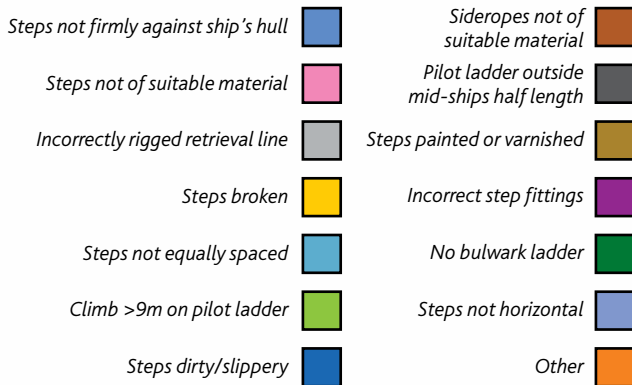 Steps not firmly against ship’s hull
Steps not of suitable material
Incorrectly rigged retrieval line
Steps broken
Steps not equally spaced
Climb >9m on pilot ladder
Steps dirty/slippery
Sideropes not of
suitable material
Pilot ladder outside
mid-ships half length
Steps painted or varnished
Incorrect step fittings
No bulwark ladder
Steps not horizontal
Other